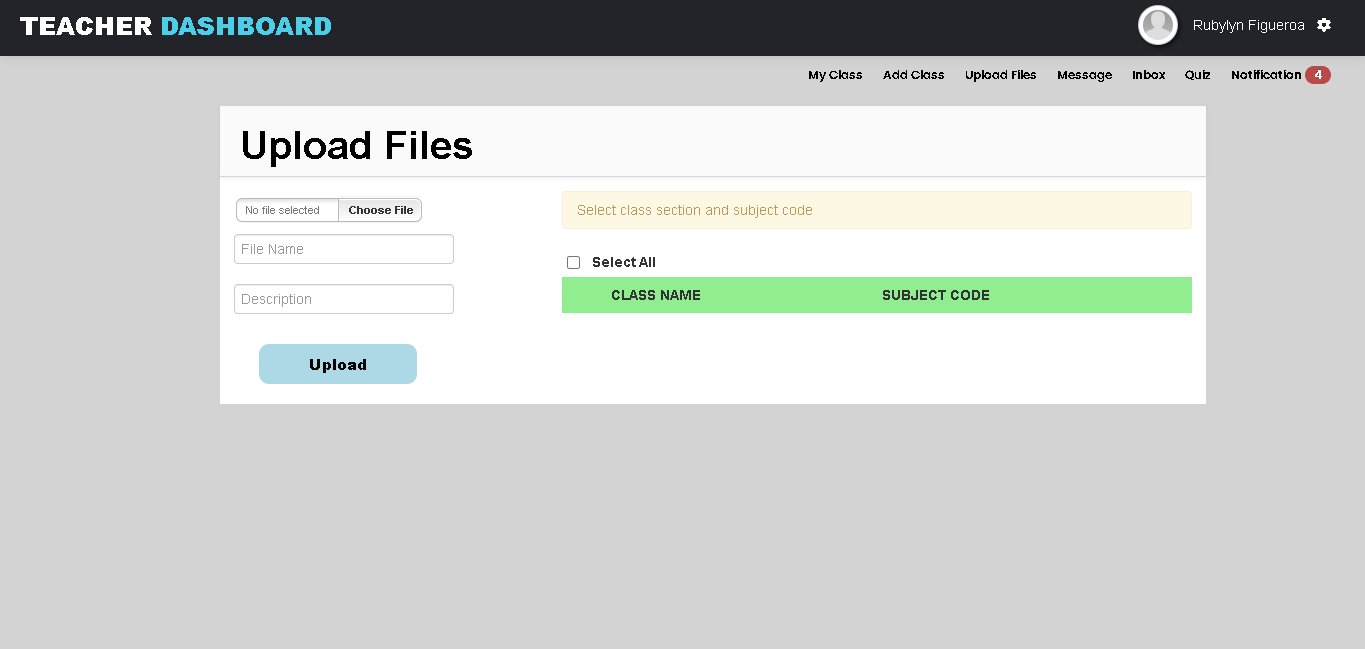 TEACHER DASHBOARD
Rubylyn Figueroa
My Class Add Class Upload Files Message Inbox Quiz Notification 4
Upload Files
No file selected Choose File
File Name
Description
Upload
Select class section and subject code
Select All
CLASS NAME SUBJECT CODE